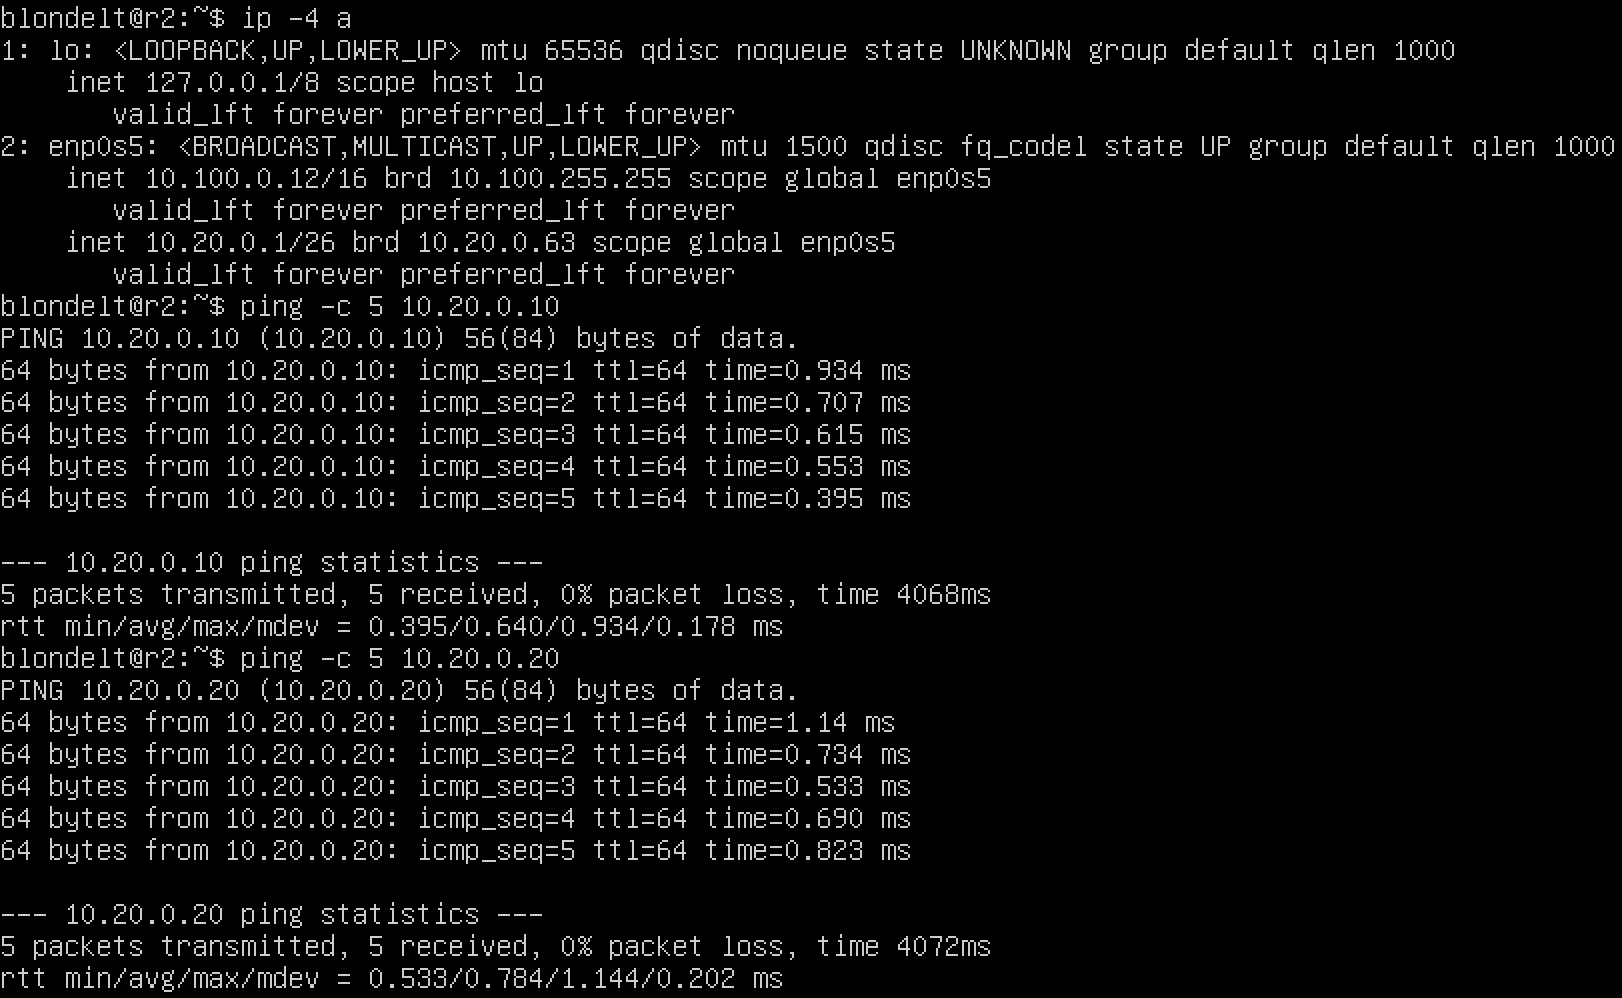 blondelt@r2:~$ ip -4 a
1: lo: <LOOPBACK,UP,LOWER_UP> mtu 65536 qdisc noqueue state UNKNOWN group default qlen 1000
    inet 127.0.0.1/8 scope host lo
       valid_lft forever preferred_lft forever
2: enp0s5: <BROADCAST,MULTICAST,UP,LOWER_UP> mtu 1500 qdisc fq_codel state UP group default qlen 1000
    inet 10.100.0.12/16 brd 10.100.255.255 scope global enp0s5
       valid_lft forever preferred_lft forever
    inet 10.20.0.1/26 brd 10.20.0.63 scope global enp0s5
       valid_lft forever preferred_lft forever
blondelt@r2:~$ ping -c 5 10.20.0.10
PING 10.20.0.10 (10.20.0.10) 56(84) bytes of data.
64 bytes from 10.20.0.10: icmp_seq=1 ttl=64 time=0.934 ms
64 bytes from 10.20.0.10: icmp_seq=2 ttl=64 time=0.707 ms
64 bytes from 10.20.0.10: icmp_seq=3 ttl=64 time=0.615 ms
64 bytes from 10.20.0.10: icmp_seq=4 ttl=64 time=0.553 ms
64 bytes from 10.20.0.10: icmp_seq=5 ttl=64 time=0.395 ms

--- 10.20.0.10 ping statistics ---
5 packets transmitted, 5 received, 0% packet loss, time 4068ms
rtt min/avg/max/mdev = 0.395/0.640/0.934/0.178 ms
blondelt@r2:~$ ping -c 5 10.20.0.20
PING 10.20.0.20 (10.20.0.20) 56(84) bytes of data.
64 bytes from 10.20.0.20: icmp_seq=1 ttl=64 time=1.14 ms
64 bytes from 10.20.0.20: icmp_seq=2 ttl=64 time=0.734 ms
64 bytes from 10.20.0.20: icmp_seq=3 ttl=64 time=0.533 ms
64 bytes from 10.20.0.20: icmp_seq=4 ttl=64 time=0.690 ms
64 bytes from 10.20.0.20: icmp_seq=5 ttl=64 time=0.823 ms

--- 10.20.0.20 ping statistics ---
5 packets transmitted, 5 received, 0% packet loss, time 4072ms
rtt min/avg/max/mdev = 0.533/0.784/1.144/0.202 ms